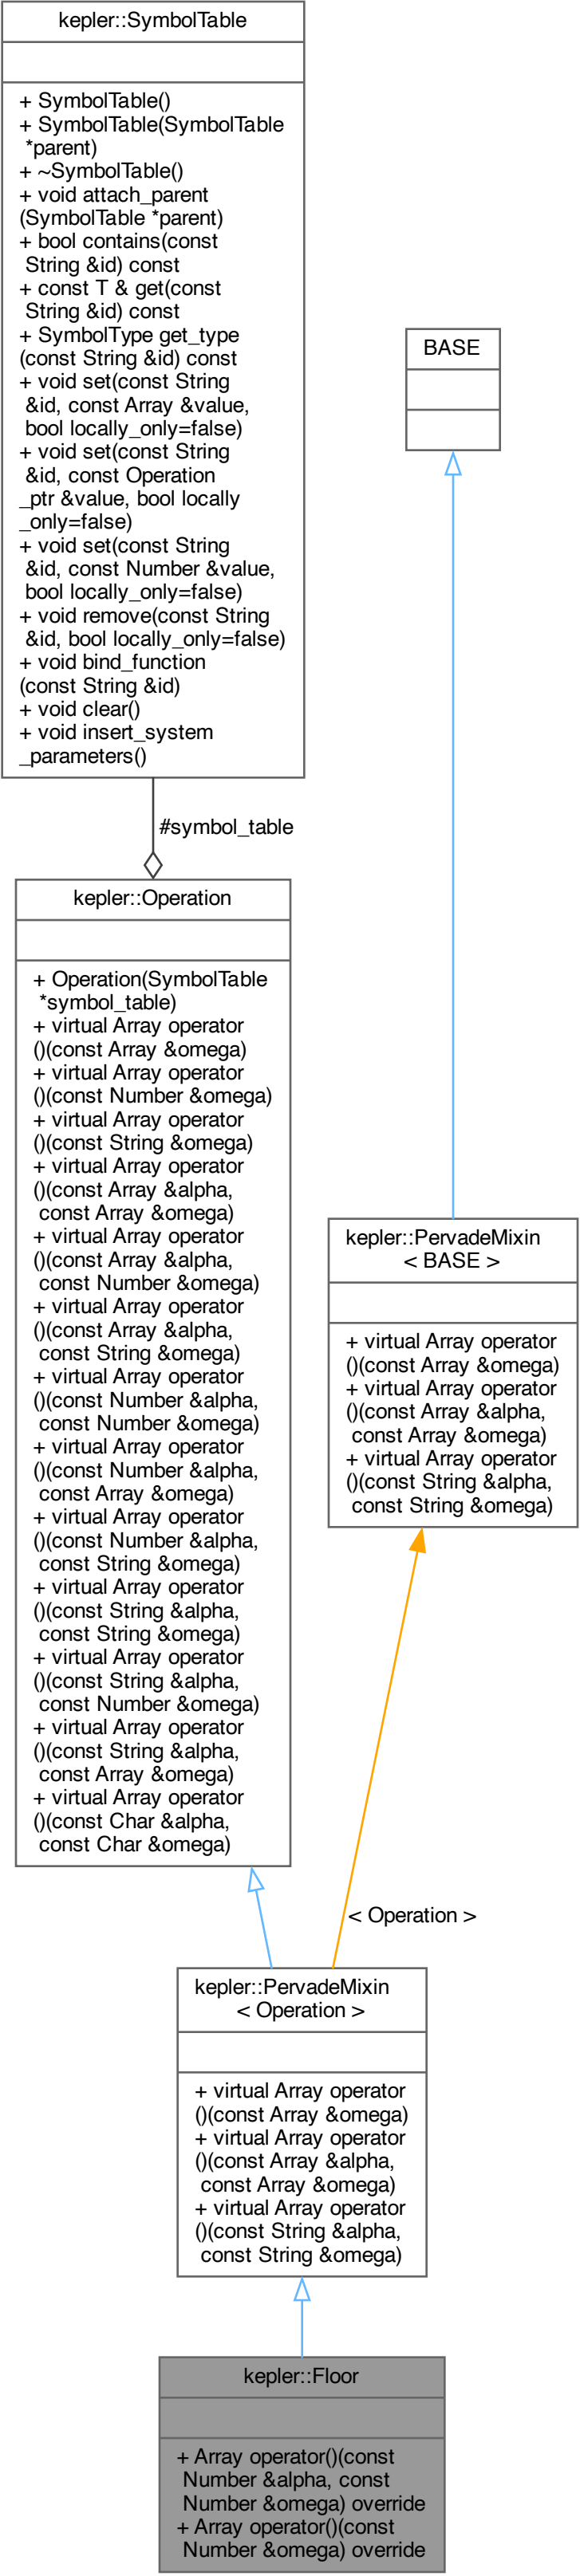 kepler::SymbolTable
+ SymbolTable()
+ SymbolTable(SymbolTable
*parent)
+ ~SymbolTable()
+ void attach_parent
(SymbolTable *parent)
+ bool contains(const
String &id) const
+ const T & get(const
String &id) const
+ SymbolType get_type
(const String &id) const
+ void set(const String
&id, const Array &value,
bool locally_only=false)
+ void set(const String
&id, const Operation
_ptr &value, bool locally
_only=false)
+ void set(const String
&id, const Number &value,
bool locally_only=false)
+ void remove(const String
&id, bool locally_only=false)
+ void bind_function
(const String &id)
+ void clear()
+ void insert_system
_parameters()
BASE
#symbol_table
kepler::Operation
+ Operation(SymbolTable
*symbol_table)
+ virtual Array operator
()(const Array &omega)
+ virtual Array operator
()(const Number &omega)
+ virtual Array operator
()(const String &omega)
+ virtual Array operator
()(const Array &alpha,
const Array &omega)
+ virtual Array operator
()(const Array &alpha,
const Number &omega)
+ virtual Array operator
()(const Array &alpha,
const String &omega)
+ virtual Array operator
()(const Number &alpha,
const Number &omega)
+ virtual Array operator
()(const Number &alpha,
const Array &omega)
+ virtual Array operator
()(const Number &alpha,
const String &omega)
+ virtual Array operator
()(const String &alpha,
const String &omega)
+ virtual Array operator
()(const String &alpha,
const Number &omega)
+ virtual Array operator
()(const String &alpha,
const Array &omega)
+ virtual Array operator
()(const Char &alpha,
const Char &omega)
kepler::PervadeMixin
< BASE >
+ virtual Array operator
()(const Array &omega)
+ virtual Array operator
()(const Array &alpha,
const Array &omega)
+ virtual Array operator
()(const String &alpha,
const String &omega)
< Operation >
kepler::PervadeMixin
< Operation >
+ virtual Array operator
()(const Array &omega)
+ virtual Array operator
()(const Array &alpha,
const Array &omega)
+ virtual Array operator
()(const String &alpha,
const String &omega)
kepler::Floor
+ Array operator()(const
Number &alpha, const
Number &omega) override
+ Array operator()(const
Number &omega) override